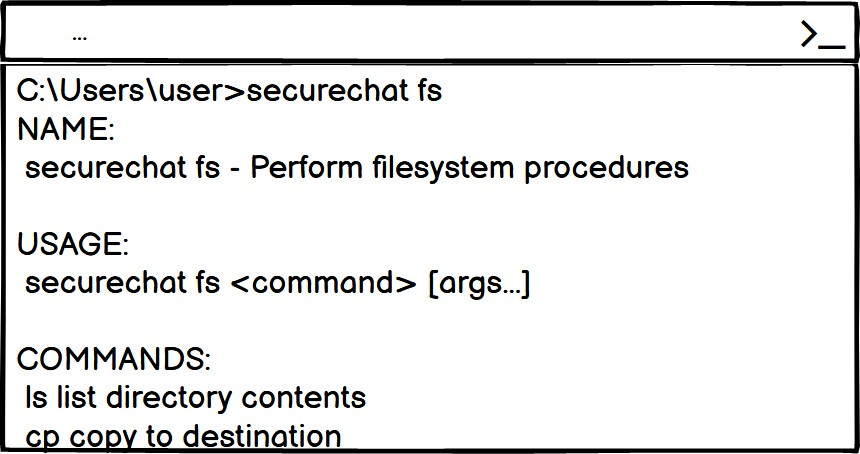 ...
>_
C:\Users\user>securechat fs
NAME:
securechat fs - Perform filesystem procedures
USAGE:
securechat fs <command> [args...]
COMMANDS:
ls list directory contents
cp copy to destination